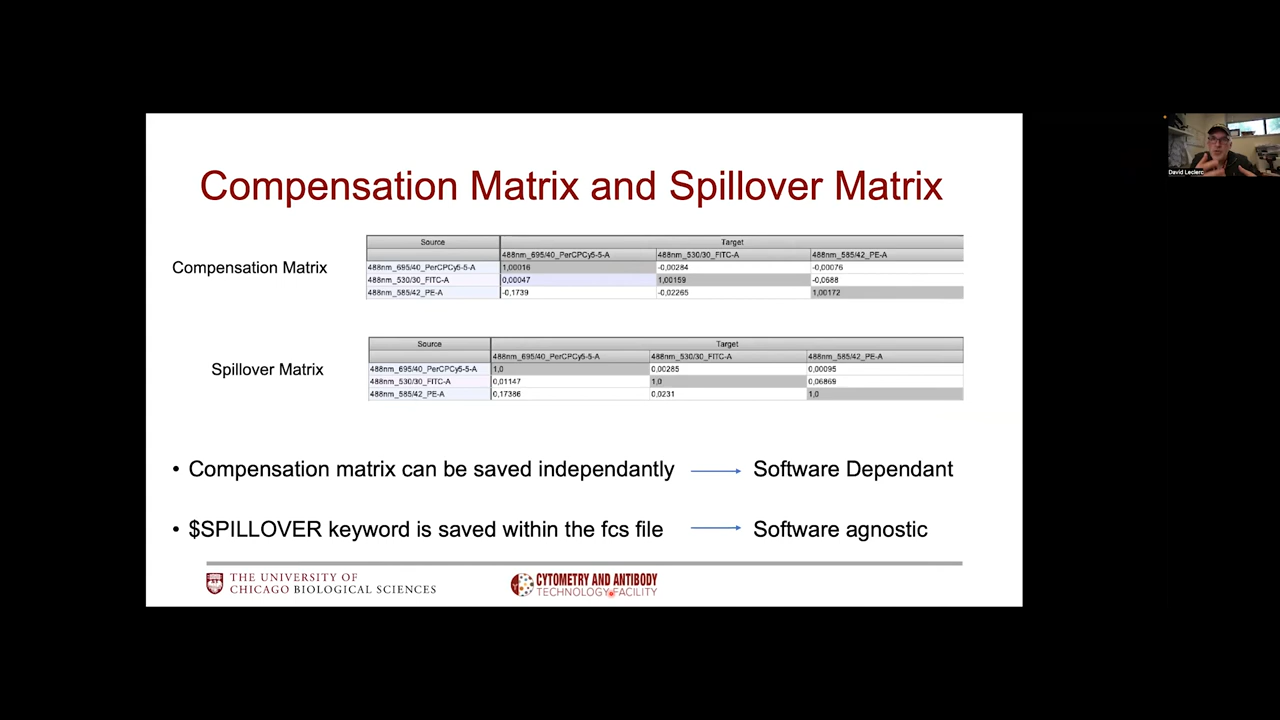 Compensation Matrix and Spillover Matrix
David Leclerc
Compensation Matrix
Source Target
488nm_695/40_PerCPCy5-5-A 488nm_530/30_FITC-A 488nm_585/42_PE-A
488nm_695/40_PerCPCy5-5-A 1,00016 -0,00284 -0,00076
488nm_530/30_FITC-A 0,00047 1,00159 -0,0688
488nm_585/42_PE-A -0,1739 -0,02265 1,00172
Spillover Matrix
Source Target
488nm_695/40_PerCPCy5-5-A 488nm_530/30_FITC-A 488nm_585/42_PE-A
488nm_695/40_PerCPCy5-5-A 1,0 0,00285 0,00095
488nm_530/30_FITC-A 0,01147 1,0 0,06869
488nm_585/42_PE-A 0,17386 0,0231 1,0
• Compensation matrix can be saved independantly Software Dependant
• $SPILLOVER keyword is saved within the fcs file Software agnostic
THE UNIVERSITY OF
CHICAGO BIOLOGICAL SCIENCES
CYTOMETRY AND ANTIBODY
TECHNOLOGY FACILITY